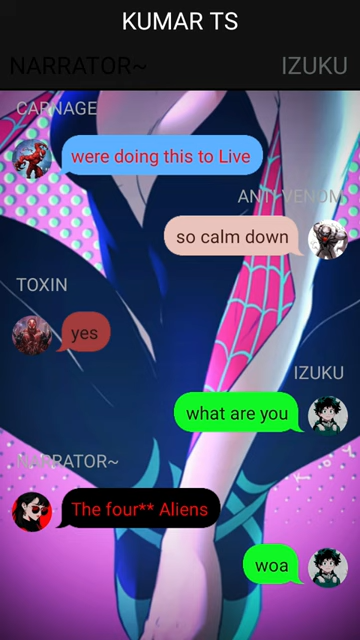 KUMAR TS
NARRATOR~ IZUKU
CARNAGE
were doing this to Live
ANTI-VENOM
so calm down
TOXIN
yes
IZUKU
what are you
NARRATOR~
The four** Aliens
woa